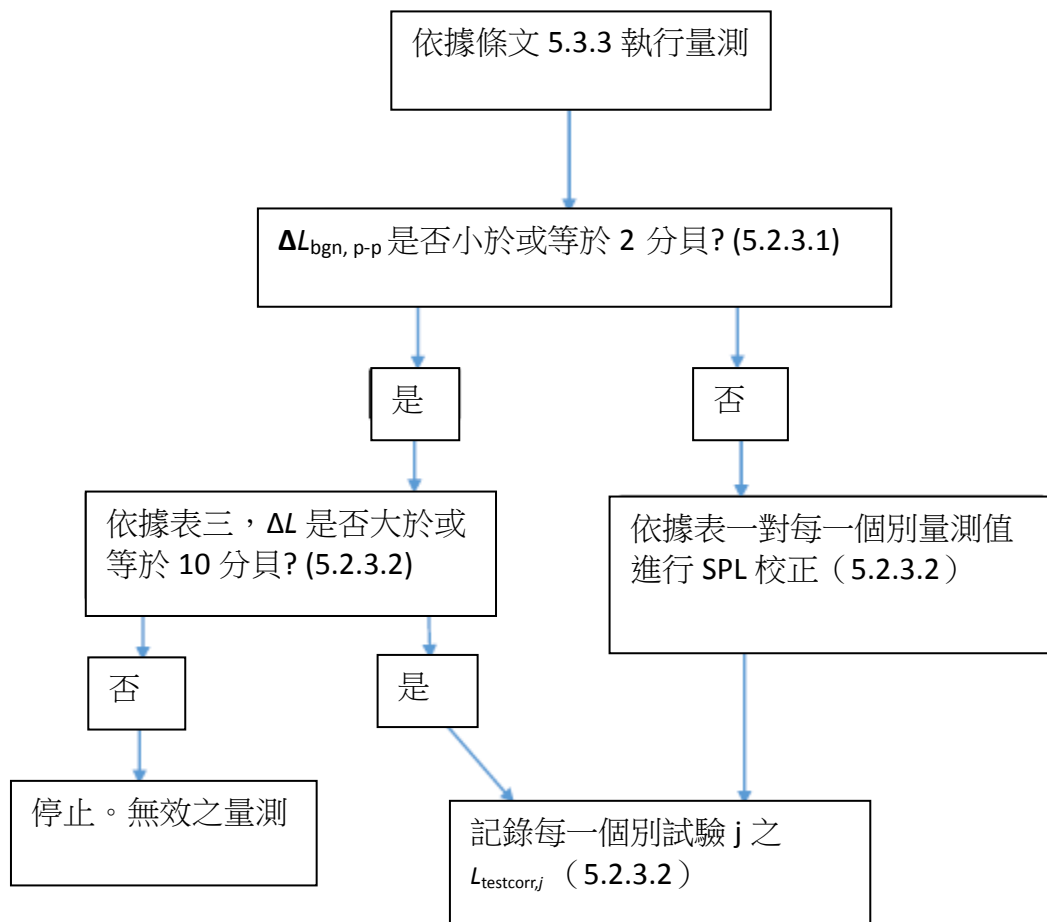 依據條文 5.3.3 執行量測
ΔLbgn, p-p 是否小於或等於 2 分貝? (5.2.3.1)
是
否
依據表三，ΔL 是否大於或
等於 10 分貝? (5.2.3.2)
依據表一對每一個別量測值
進行 SPL 校正（5.2.3.2）
否
是
停止。無效之量測
記錄每一個別試驗 j 之
Ltestcorr,j （5.2.3.2）